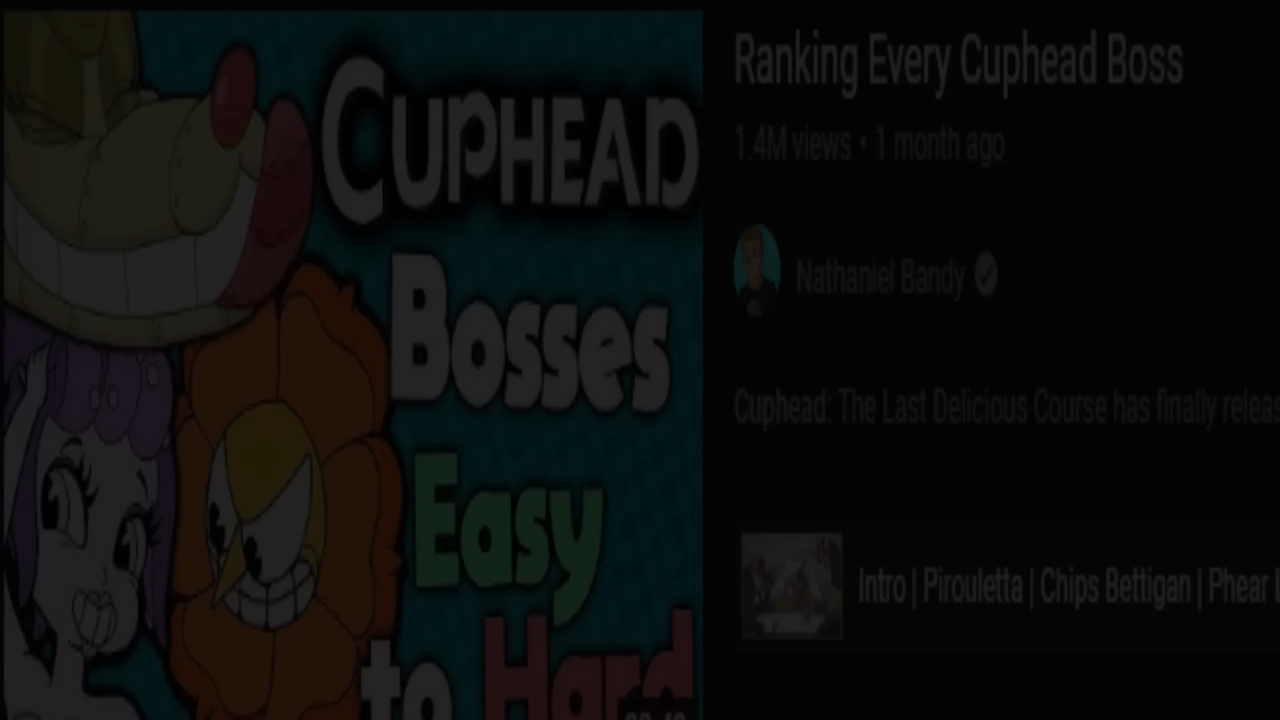 CUPHEAD
Bosses
Easy
to Hard
Ranking Every Cuphead Boss
1.4M views • 1 month ago
Nathaniel Bandy
Cuphead: The Last Delicious Course has finally
Intro | Pirouletta | Chips Bettigan | Phear